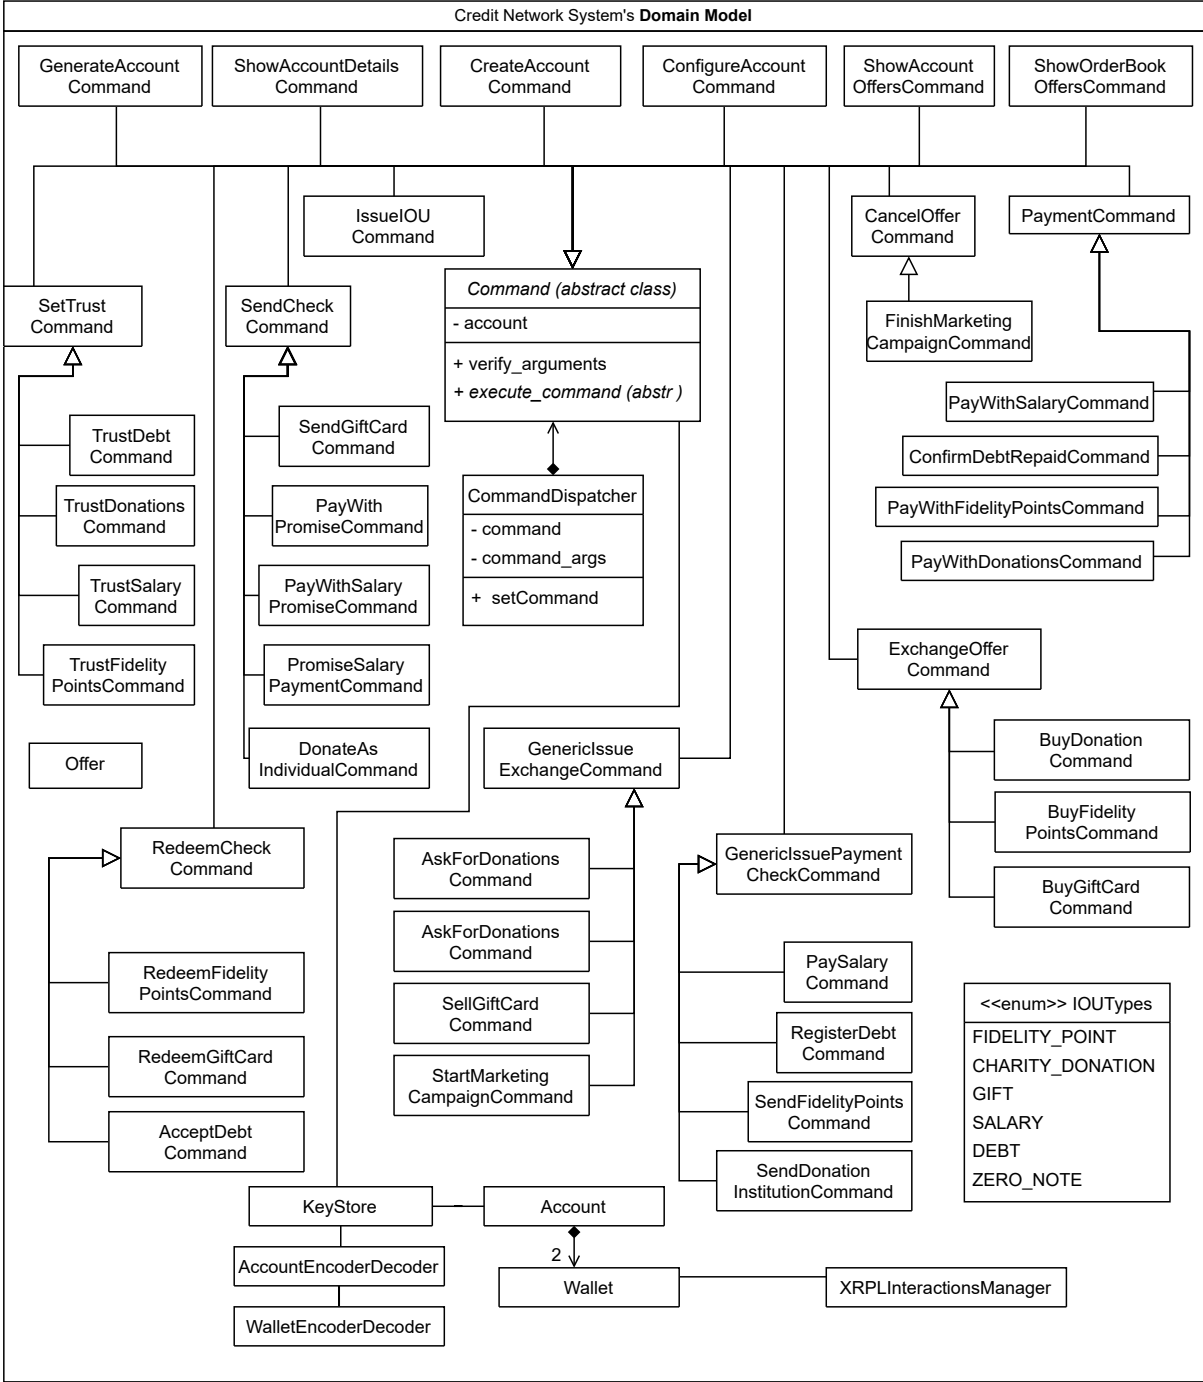 Credit Network System's Domain Model
GenerateAccount
Command
ShowAccountDetails
Command
CreateAccount
Command
ConfigureAccount
Command
ShowAccount
OffersCommand
ShowOrderBook
OffersCommand
IssueIOU
Command
CancelOffer
Command
PaymentCommand
SetTrust
Command
SendCheck
Command
Command (abstract class)
- account
+ verify_arguments
+ execute_command (abstr )
FinishMarketing
CampaignCommand
PayWithSalaryCommand
ConfirmDebtRepaidCommand
PayWithFidelityPointsCommand
PayWithDonationsCommand
TrustDebt
Command
TrustDonations
Command
TrustSalary
Command
TrustFidelity
PointsCommand
SendGiftCard
Command
PayWith
PromiseCommand
PayWithSalary
PromiseCommand
PromiseSalary
PaymentCommand
DonateAs
IndividualCommand
CommandDispatcher
- command
- command_args
+ setCommand
ExchangeOffer
Command
BuyDonation
Command
BuyFidelity
PointsCommand
BuyGiftCard
Command
Offer
GenericIssue
ExchangeCommand
RedeemCheck
Command
AskForDonations
Command
AskForDonations
Command
SellGiftCard
Command
StartMarketing
CampaignCommand
GenericIssuePayment
CheckCommand
PaySalary
Command
RegisterDebt
Command
SendFidelityPoints
Command
SendDonation
InstitutionCommand
RedeemFidelity
PointsCommand
RedeemGiftCard
Command
AcceptDebt
Command
<<enum>> IOUTypes
FIDELITY_POINT
CHARITY_DONATION
GIFT
SALARY
DEBT
ZERO_NOTE
KeyStore
Account
AccountEncoderDecoder
2
Wallet
XRPLInteractionsManager
WalletEncoderDecoder